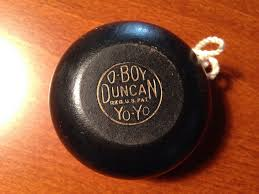 O-BOY
DUNCAN
REG. U.S. PAT.
YO-YO